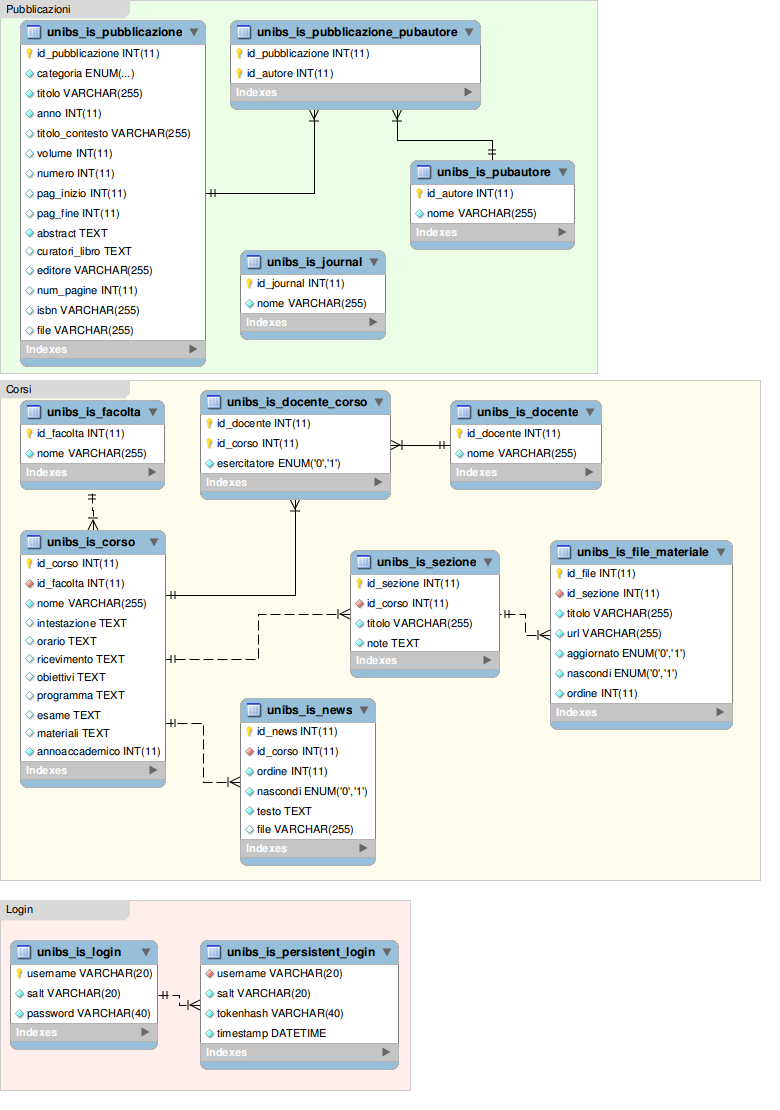 Pubblicazioni
unibs_is_pubblicazione
id_pubblicazione INT(11)
categoria ENUM(...)
titolo VARCHAR(255)
anno INT(11)
titolo_contesto VARCHAR(255)
volume INT(11)
numero INT(11)
pag_inizio INT(11)
pag_fine INT(11)
abstract TEXT
curatori_libro TEXT
editore VARCHAR(255)
num_pagine INT(11)
isbn VARCHAR(255)
file VARCHAR(255)
Indexes
unibs_is_pubblicazione_pubautore
id_pubblicazione INT(11)
id_autore INT(11)
Indexes
unibs_is_pubautore
id_autore INT(11)
nome VARCHAR(255)
Indexes
unibs_is_journal
id_journal INT(11)
nome VARCHAR(255)
Indexes
Corsi
unibs_is_facolta
id_facolta INT(11)
nome VARCHAR(255)
Indexes
unibs_is_docente_corso
id_docente INT(11)
id_corso INT(11)
esercitatore ENUM('0','1')
Indexes
unibs_is_docente
id_docente INT(11)
nome VARCHAR(255)
Indexes
unibs_is_corso
id_corso INT(11)
id_facolta INT(11)
nome VARCHAR(255)
intestazione TEXT
orario TEXT
ricevimento TEXT
obiettivi TEXT
programma TEXT
esame TEXT
materiali TEXT
annoaccademico INT(11)
Indexes
unibs_is_sezione
id_sezione INT(11)
id_corso INT(11)
titolo VARCHAR(255)
note TEXT
Indexes
unibs_is_file_materiale
id_file INT(11)
id_sezione INT(11)
titolo VARCHAR(255)
url VARCHAR(255)
aggiornato ENUM('0','1')
nascondi ENUM('0','1')
ordine INT(11)
Indexes
unibs_is_news
id_news INT(11)
id_corso INT(11)
ordine INT(11)
nascondi ENUM('0','1')
testo TEXT
file VARCHAR(255)
Indexes
Login
unibs_is_login
username VARCHAR(20)
salt VARCHAR(20)
password VARCHAR(40)
Indexes
unibs_is_persistent_login
username VARCHAR(20)
salt VARCHAR(20)
tokenhash VARCHAR(40)
timestamp DATETIME
Indexes